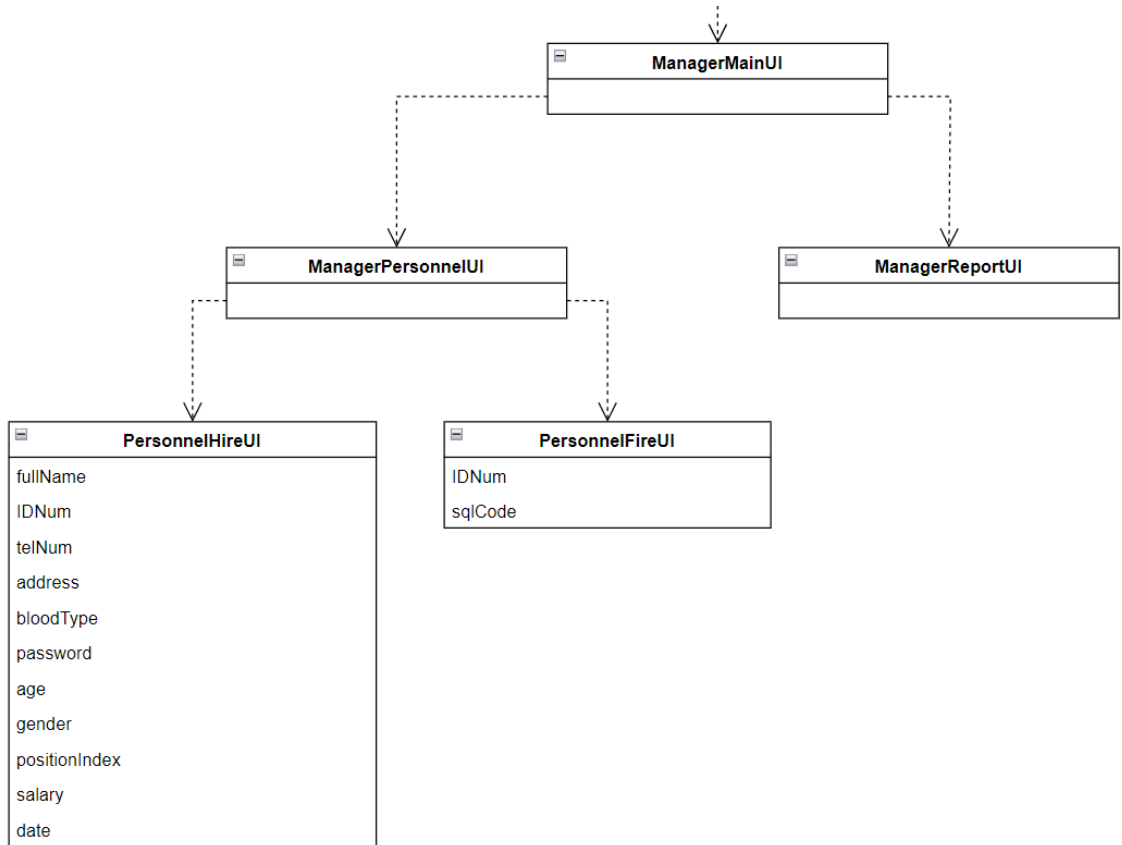 ManagerMainUI
ManagerPersonnelUI
ManagerReportUI
PersonnelHireUI
fullName
IDNum
telNum
address
bloodType
password
age
gender
positionIndex
salary
date
PersonnelFireUI
IDNum
sqlCode